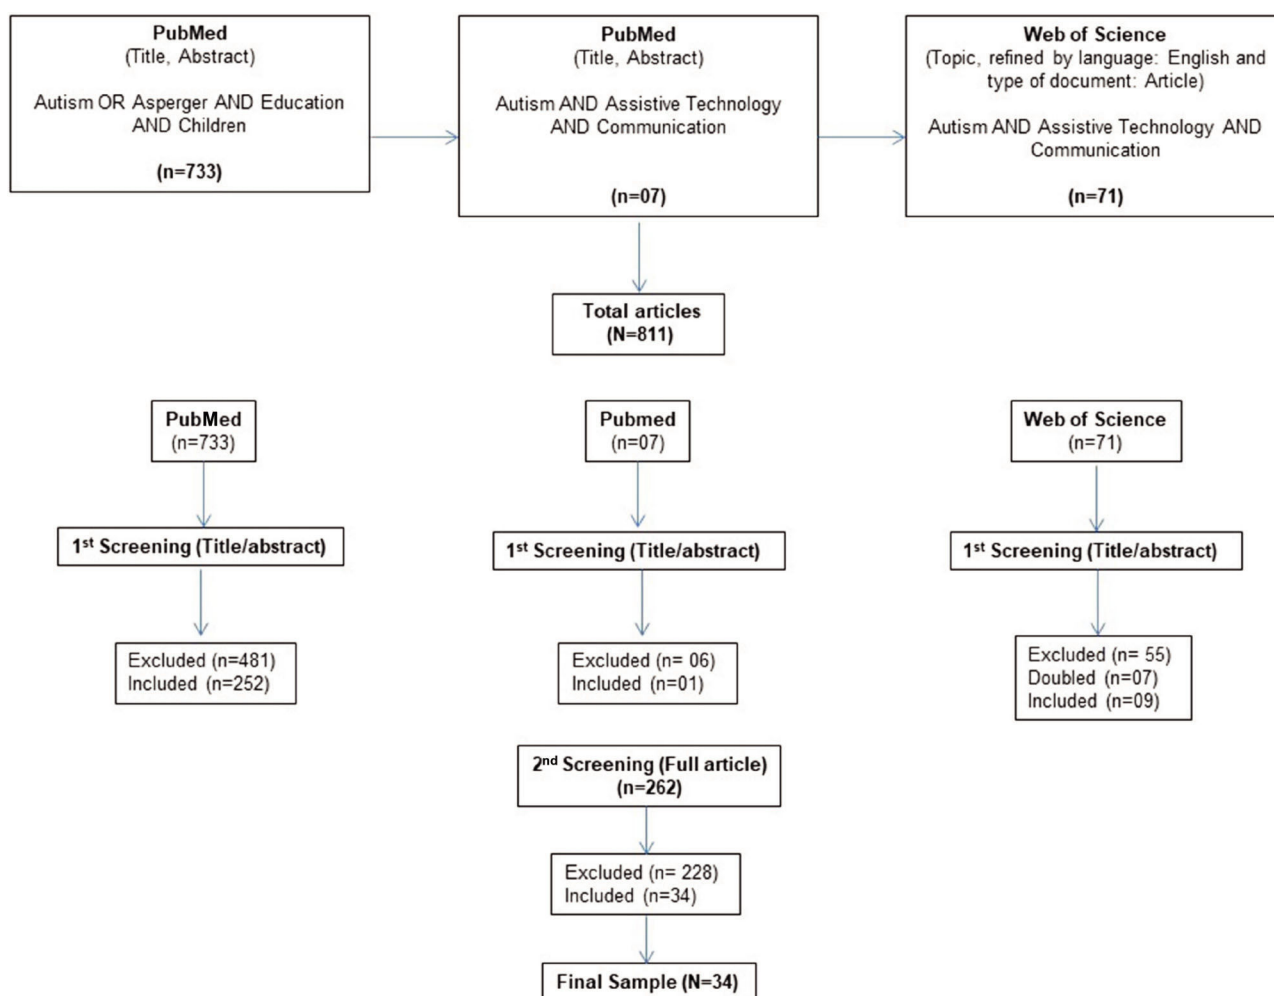 PubMed
(Title, Abstract)
Autism OR Asperger AND Education
AND Children
(n=733)
PubMed
(Title, Abstract)
Autism AND Assistive Technology
AND Communication
(n=07)
Web of Science
(Topic, refined by language: English and
type of document: Article)
Autism AND Assistive Technology AND
Communication
(n=71)
Total articles
(N=811)
PubMed
(n=733)
Pubmed
(n=07)
Web of Science
(n=71)
1st Screening (Title/abstract)
1st Screening (Title/abstract)
1st Screening (Title/abstract)
Excluded (n=481)
Included (n=252)
Excluded (n= 06)
Included (n=01)
Excluded (n= 55)
Doubled (n=07)
Included (n=09)
2nd Screening (Full article)
(n=262)
Excluded (n= 228)
Included (n=34)
Final Sample (N=34)